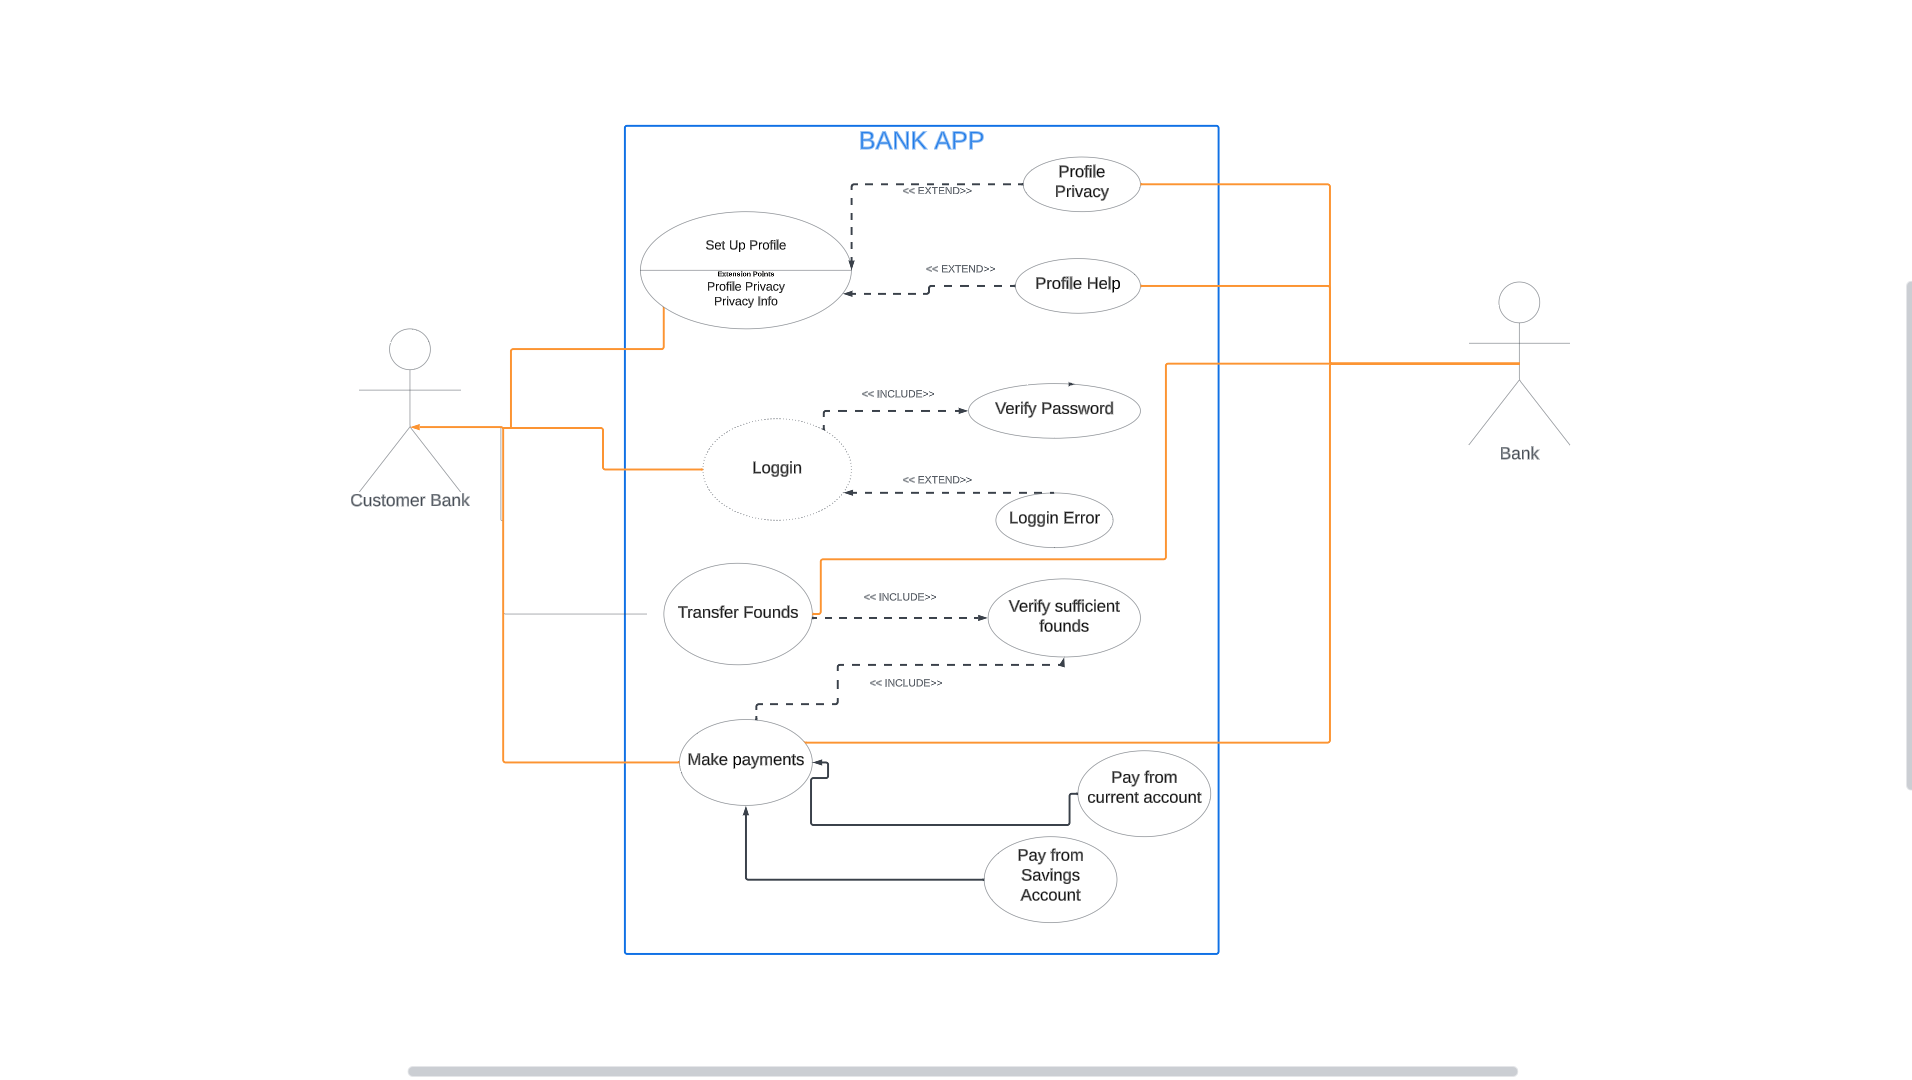 BANK APP
Profile
Privacy
<< EXTEND>>
Set Up Profile
Extension Points
Profile Privacy
Privacy Info
<< EXTEND>>
Profile Help
Customer Bank
Bank
<< INCLUDE>>
Verify Password
Loggin
<< EXTEND>>
Loggin Error
Transfer Founds
<< INCLUDE>>
Verify sufficient
founds
<< INCLUDE>>
Make payments
Pay from
current account
Pay from
Savings
Account